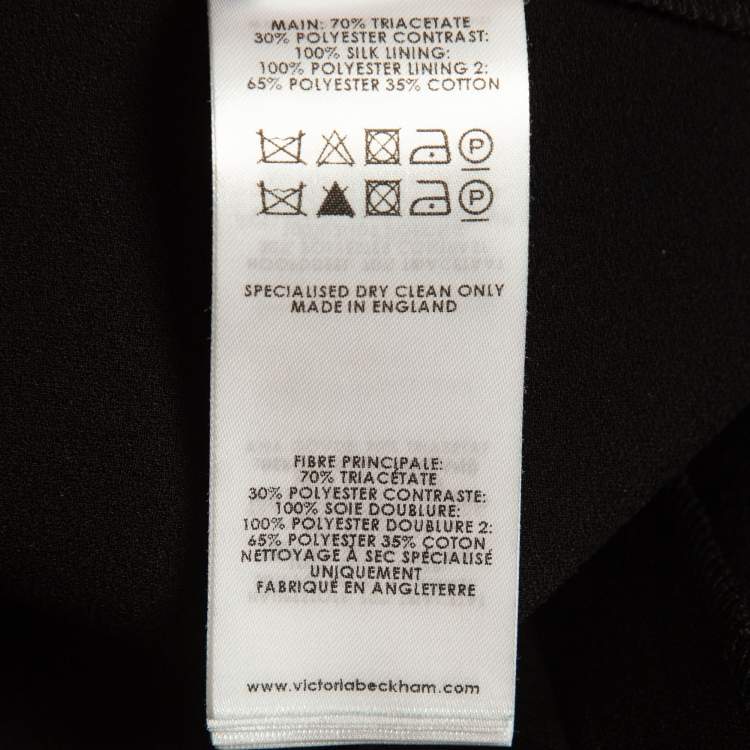 MAIN: 70% TRIACETATE
30% POLYESTER CONTRAST:
100% SILK LINING:
100% POLYESTER LINING 2:
65% POLYESTER 35% COTTON
P
P
SPECIALISED DRY CLEAN ONLY
MADE IN ENGLAND
FIBRE PRINCIPALE:
70% TRIACÉTATE
30% POLYESTER CONTRASTE:
100% SOIE DOUBLURE:
100% POLYESTER DOUBLURE 2:
65% POLYESTER 35% COTON
NETTOYAGE À SEC SPÉCIALISÉ
UNIQUEMENT
FABRIQUÉ EN ANGLETERRE
www.victoriabeckham.com